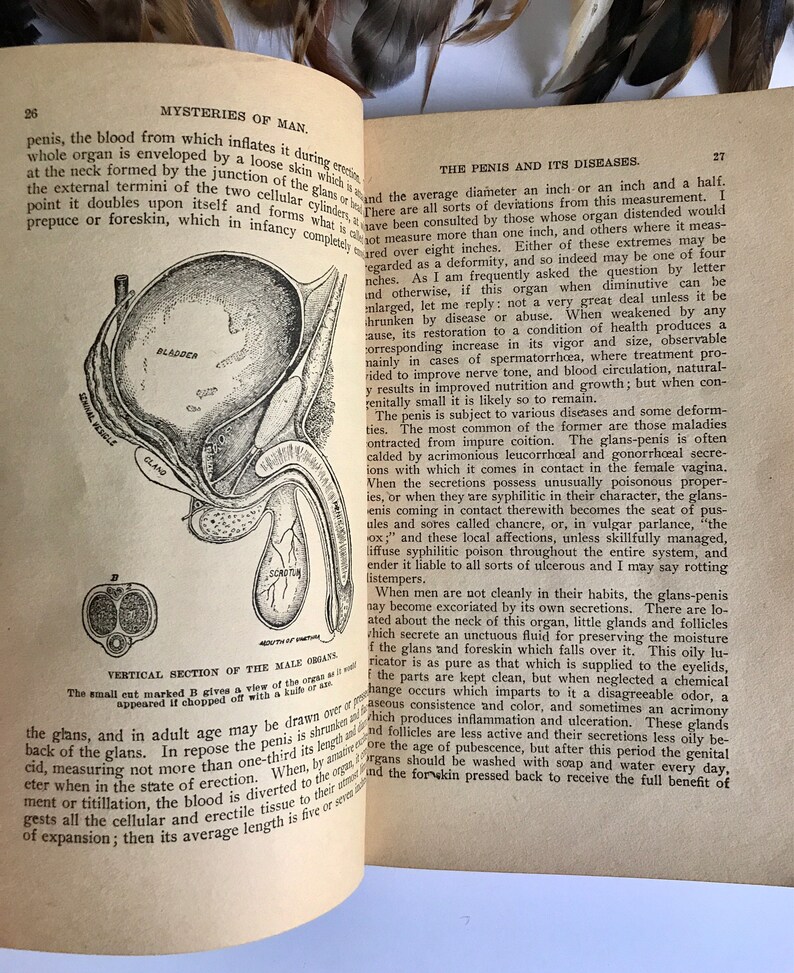 26
MYSTERIES OF MAN.
penis, the blood from which inflates it during erection.
whole organ is enveloped by a loose skin which is
at the neck formed by the junction of the glans or head
the external termini of the two cellular cylinders, at
point it doubles upon itself and forms what is called
prepuce or foreskin, which in infancy completely
BLADDER
SEMINAL VESICLE
GLAND
SCROTUM
MOUTH OF URETHRA
B
2
VERTICAL SECTION OF THE MALE ORGANS.
The small cut marked B gives a view of the organ as it would
appeared if chopped off with a knife or axe.
the glans, and in adult age may be drawn over or
back of the glans. In repose the penis is shrunken and
cid, measuring not more than one-third its length and
eter when in the state of erection. When, by amative
ment or titillation, the blood is diverted to the organ, it
gests all the cellular and erectile tissue to their utmost
of expansion; then its average length is five or seven
THE PENIS AND ITS DISEASES.
27
and the average diameter an inch or an inch and a half.
There are all sorts of deviations from this measurement. I
have been consulted by those whose organ distended would
not measure more than one inch, and others where it meas-
ured over eight inches. Either of these extremes may be
regarded as a deformity, and so indeed may be one of four
inches. As I am frequently asked the question by letter
and otherwise, if this organ when diminutive can be
enlarged, let me reply: not a very great deal unless it be
shrunken by disease or abuse. When weakened by any
cause, its restoration to a condition of health produces a
corresponding increase in its vigor and size, observable
mainly in cases of spermatorrhœa, where treatment pro-
vided to improve nerve tone, and blood circulation, natural-
ly results in improved nutrition and growth; but when con-
genitally small it is likely so to remain.
The penis is subject to various diseases and some deform-
ities. The most common of the former are those maladies
contracted from impure coition. The glans-penis is often
scalded by acrimonious leucorrhœal and gonorrhœal secre-
tions with which it comes in contact in the female vagina.
When the secretions possess unusually poisonous proper-
ties, or when they are syphilitic in their character, the glans-
penis coming in contact therewith becomes the seat of pus-
tules and sores called chancre, or, in vulgar parlance, "the
pox;" and these local affections, unless skillfully managed,
diffuse syphilitic poison throughout the entire system, and
render it liable to all sorts of ulcerous and I may say rotting
distempers.
When men are not cleanly in their habits, the glans-penis
may become excoriated by its own secretions. There are lo-
cated about the neck of this organ, little glands and follicles
which secrete an unctuous fluid for preserving the moisture
of the glans and foreskin which falls over it. This oily lu-
bricator is as pure as that which is supplied to the eyelids,
if the parts are kept clean, but when neglected a chemical
change occurs which imparts to it a disagreeable odor, a
caseous consistence and color, and sometimes an acrimony
which produces inflammation and ulceration. These glands
and follicles are less active and their secretions less oily be-
fore the age of pubescence, but after this period the genital
organs should be washed with soap and water every day,
and the foreskin pressed back to receive the full benefit of